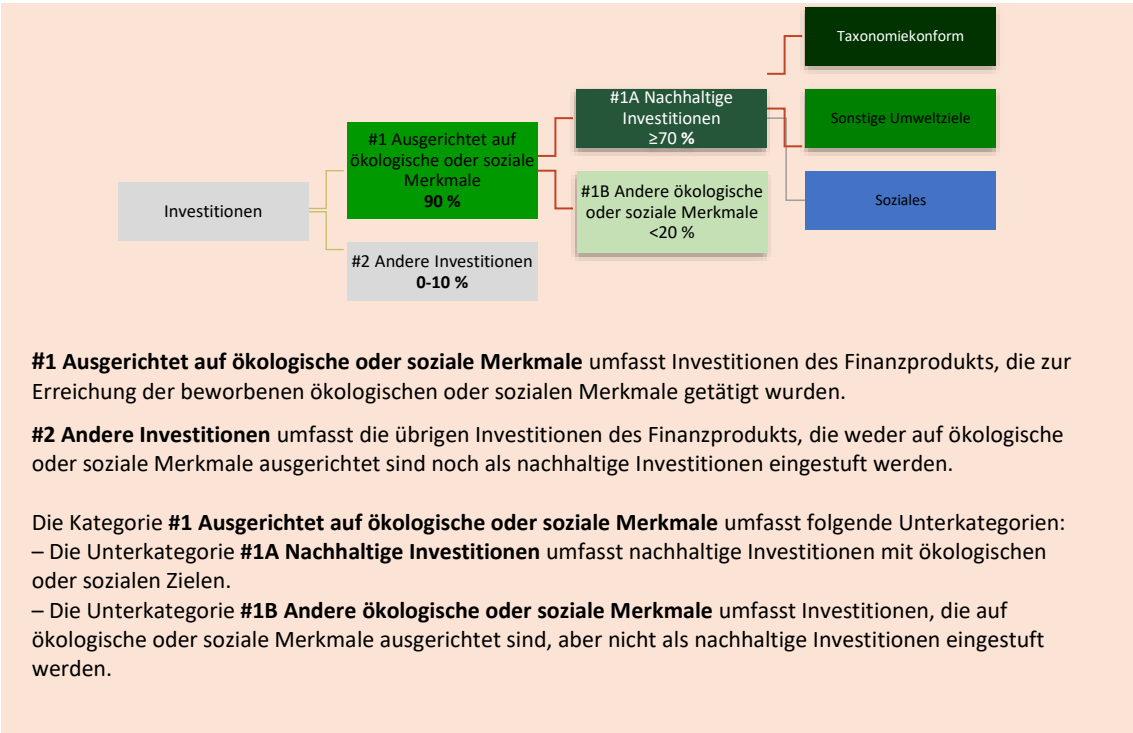 Taxonomiekonform
#1A Nachhaltige
Investitionen
≥70 %
Sonstige Umweltziele
#1 Ausgerichtet auf
ökologische oder soziale
Merkmale
90 %
#1B Andere ökologische
oder soziale Merkmale
<20 %
Soziales
Investitionen
#2 Andere Investitionen
0-10 %
#1 Ausgerichtet auf ökologische oder soziale Merkmale umfasst Investitionen des Finanzprodukts, die zur
Erreichung der beworbenen ökologischen oder sozialen Merkmale getätigt wurden.
#2 Andere Investitionen umfasst die übrigen Investitionen des Finanzprodukts, die weder auf ökologische
oder soziale Merkmale ausgerichtet sind noch als nachhaltige Investitionen eingestuft werden.
Die Kategorie #1 Ausgerichtet auf ökologische oder soziale Merkmale umfasst folgende Unterkategorien:
– Die Unterkategorie #1A Nachhaltige Investitionen umfasst nachhaltige Investitionen mit ökologischen
oder sozialen Zielen.
– Die Unterkategorie #1B Andere ökologische oder soziale Merkmale umfasst Investitionen, die auf
ökologische oder soziale Merkmale ausgerichtet sind, aber nicht als nachhaltige Investitionen eingestuft
werden.